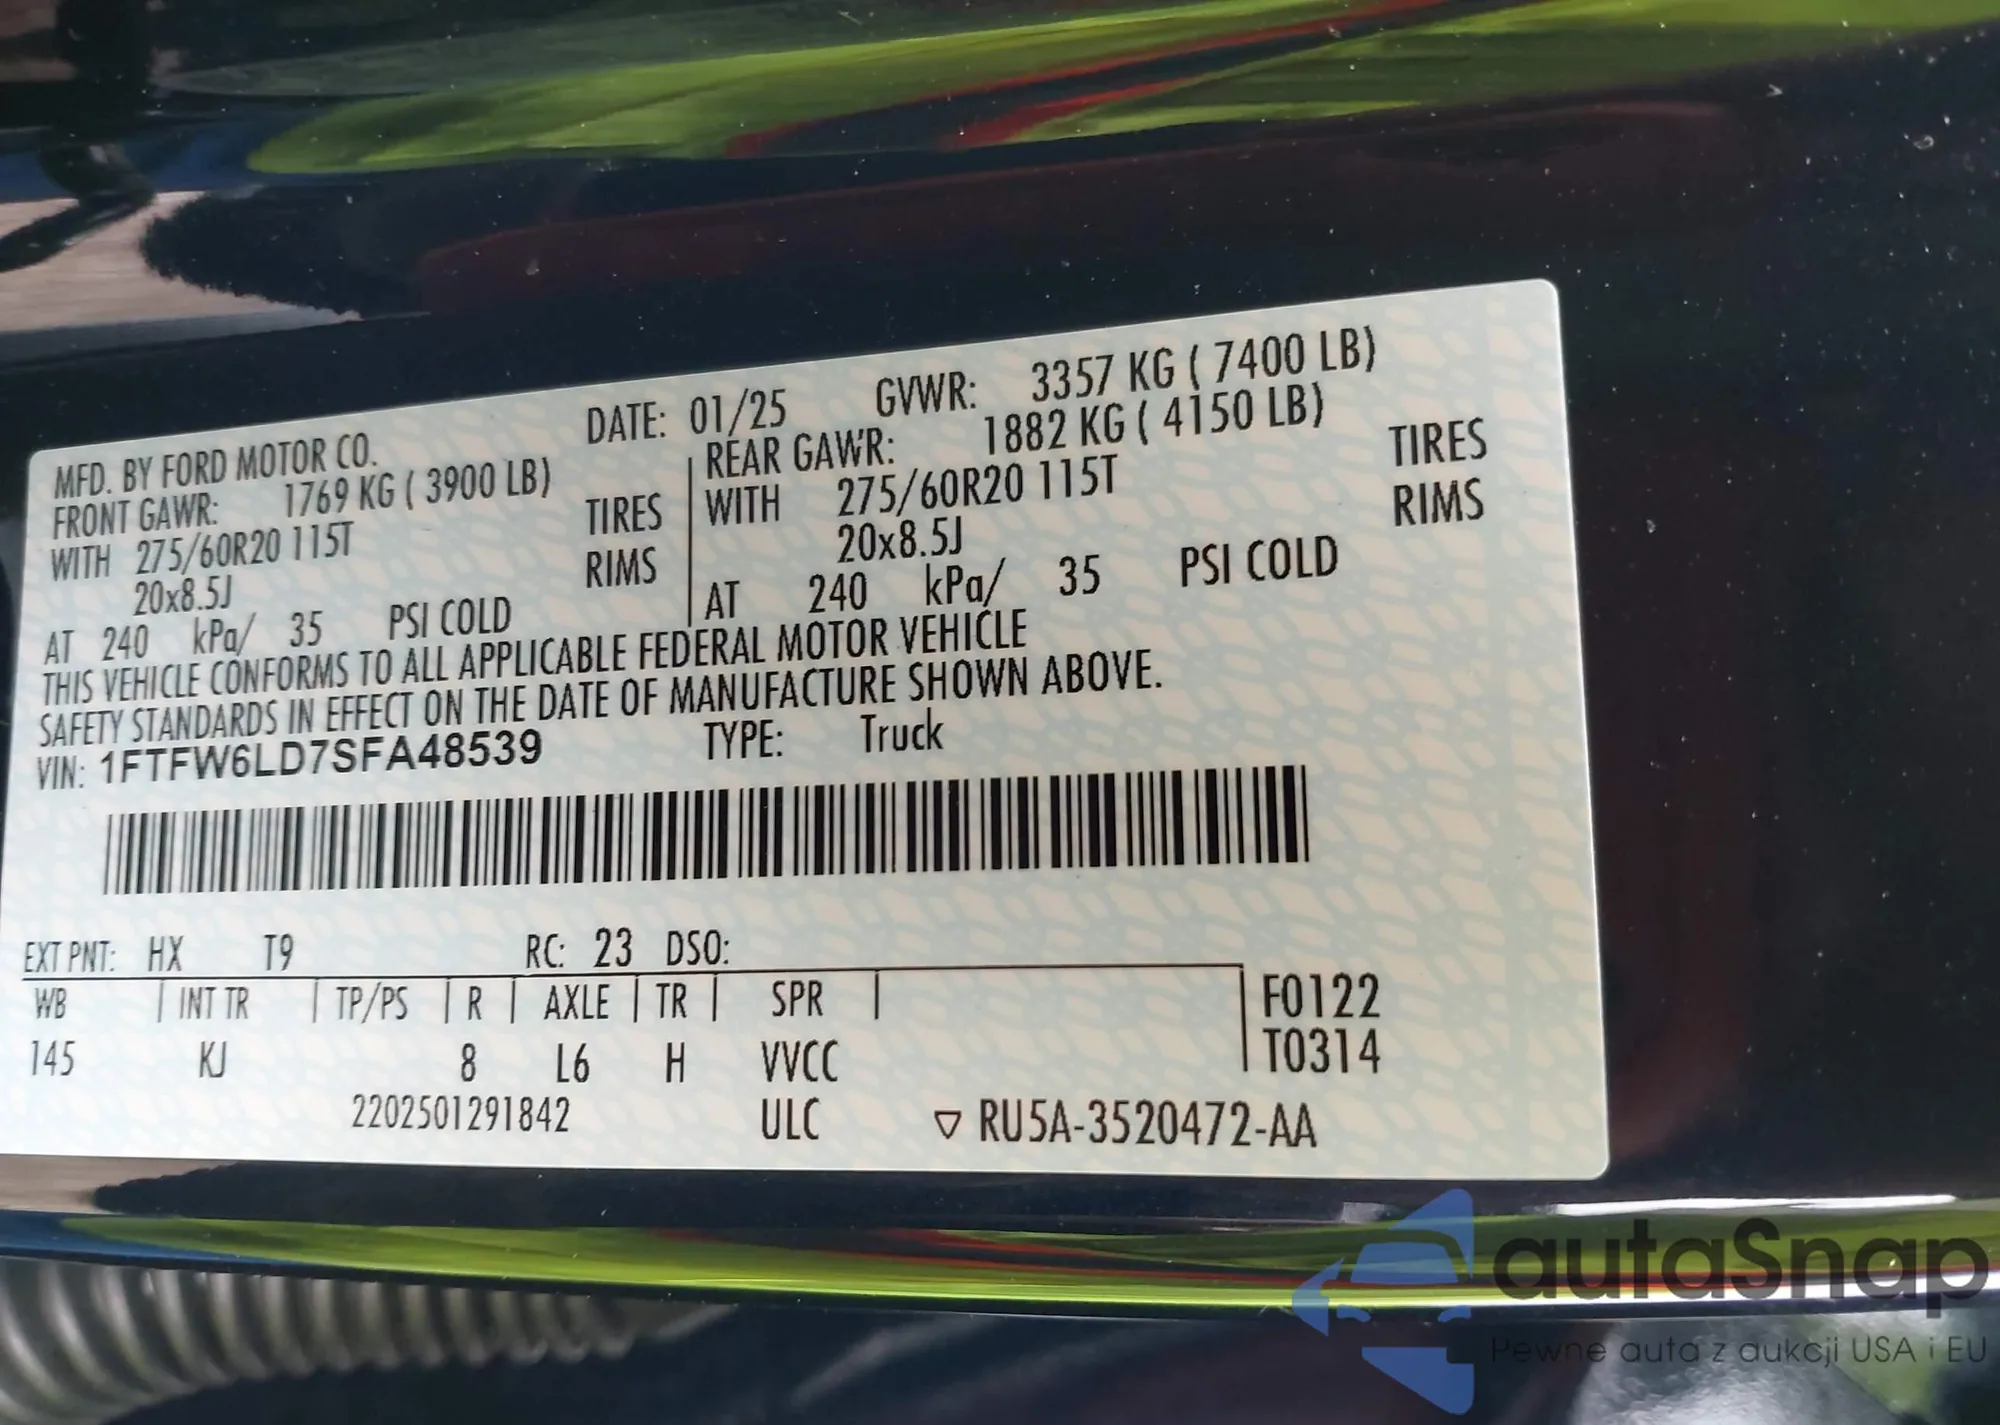 MFD. BY FORD MOTOR CO. DATE: 01/25 GVWR: 3357 KG ( 7400 LB)
FRONT GAWR: 1769 KG ( 3900 LB) REAR GAWR: 1882 KG ( 4150 LB)
WITH 275/60R20 115T TIRES WITH 275/60R20 115T TIRES
20x8.5J RIMS 20x8.5J RIMS
AT 240 kPa/ 35 PSI COLD AT 240 kPa/ 35 PSI COLD
THIS VEHICLE CONFORMS TO ALL APPLICABLE FEDERAL MOTOR VEHICLE
SAFETY STANDARDS IN EFFECT ON THE DATE OF MANUFACTURE SHOWN ABOVE.
VIN: 1FTFW6LD7SFA48539 TYPE: Truck
EXT PNT: HX T9 RC: 23 DSO:
WB INT TR TP/PS R AXLE TR SPR F0122
145 KJ 8 L6 H VVCC T0314
2202501291842 ULC ▽ RU5A-3520472-AA
autaSnap
Pewne auta z aukcji USA i EU